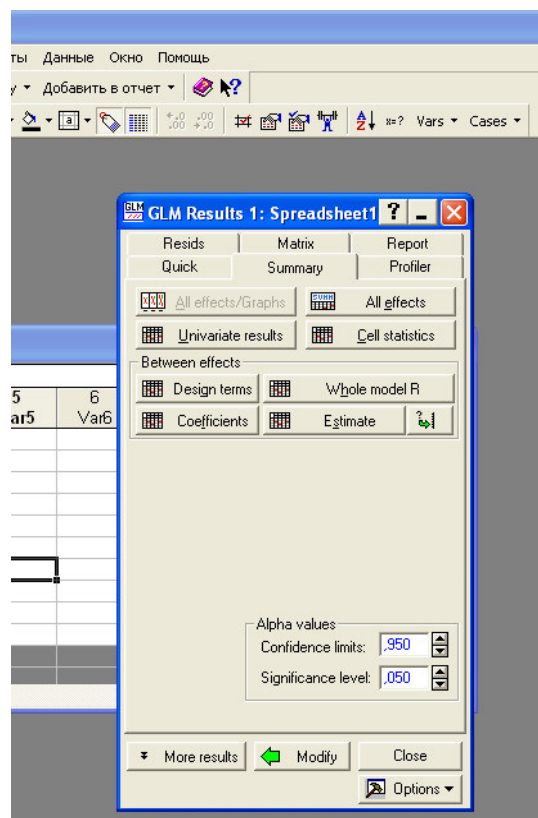 ты Данные Окно Помощь
у Добавить в отчет
Vars Cases
GLM Results 1: Spreadsheet1
Resids Matrix Report
Quick Summary Profiler
All effects/Graphs All effects
Univariate results Cell statistics
Between effects
Design terms Whole model R
Coefficients Estimate
5 6
ar5 Var6
Alpha values
Confidence limits: ,950
Significance level: ,050
More results Modify Close
Options